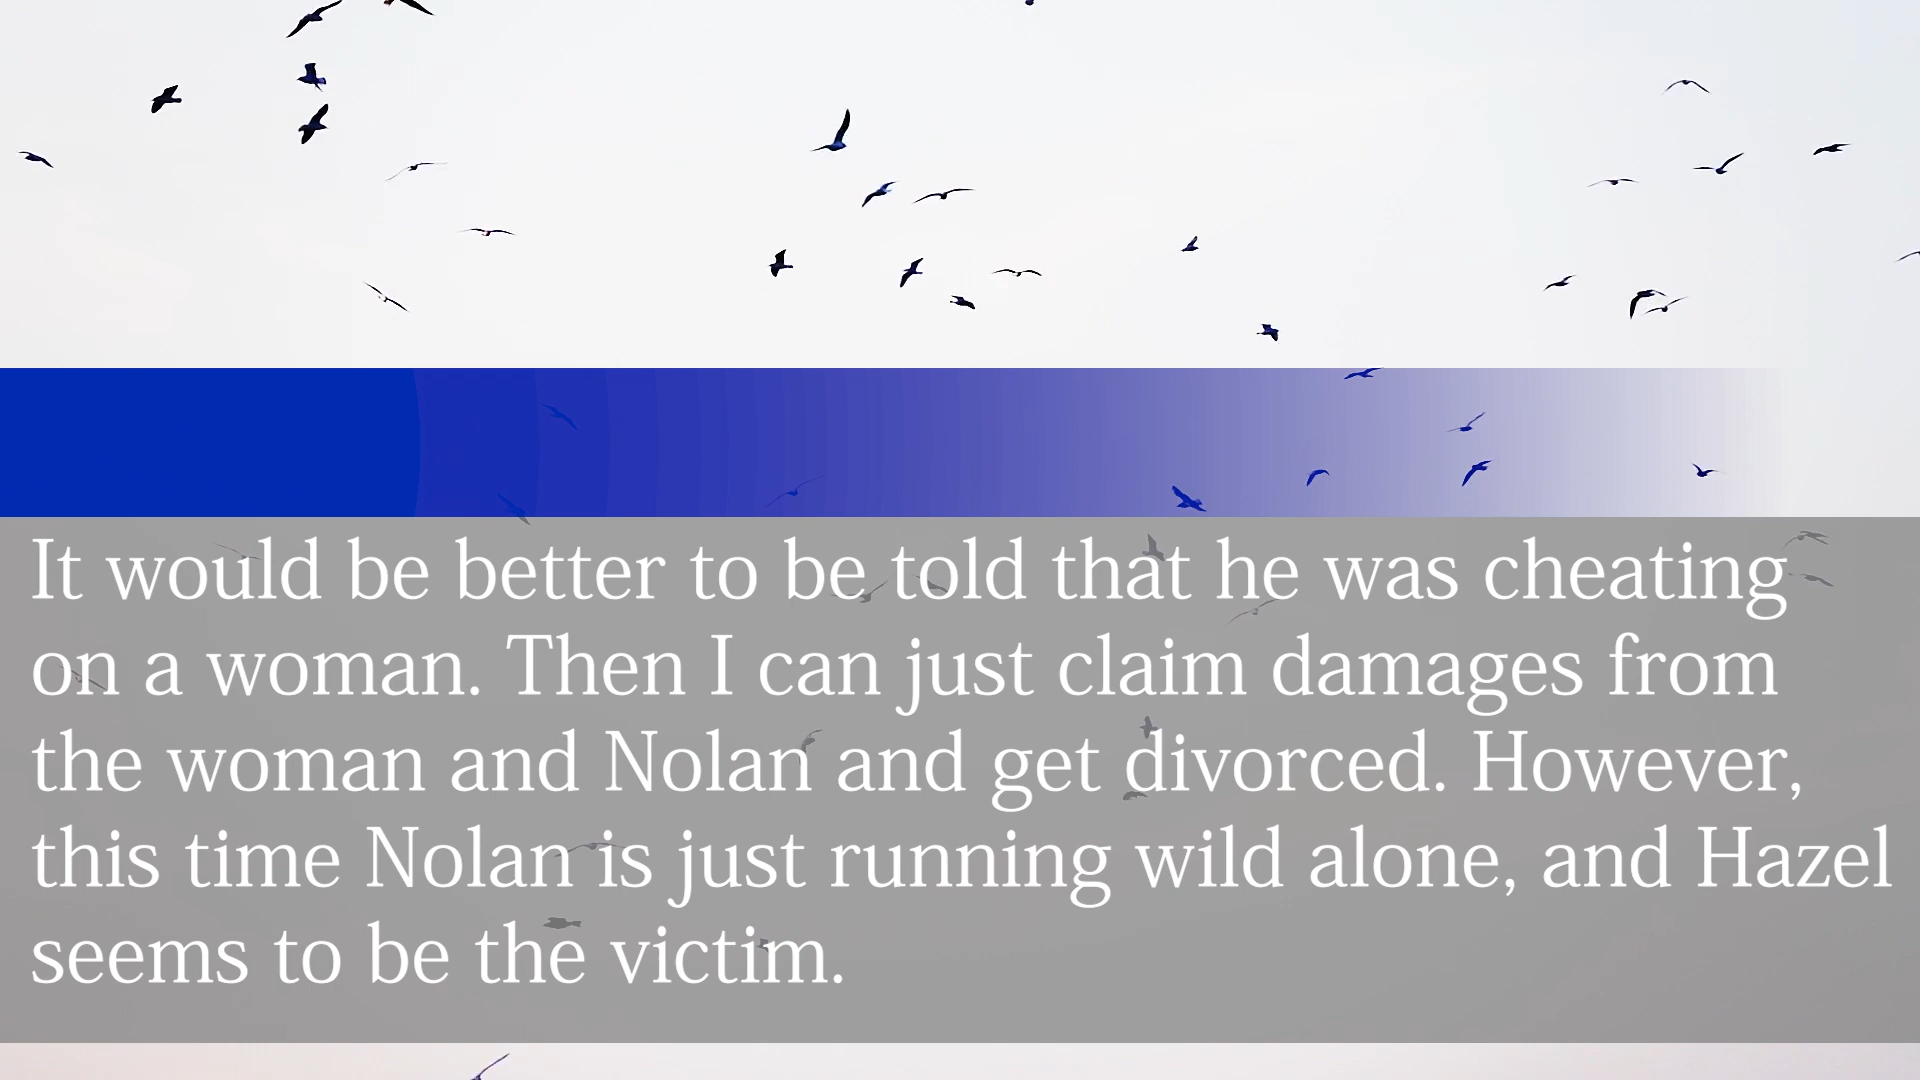 It would be better to be told that he was cheating
on a woman. Then I can just claim damages from
the woman and Nolan and get divorced. However,
this time Nolan is just running wild alone, and Hazel
seems to be the victim.